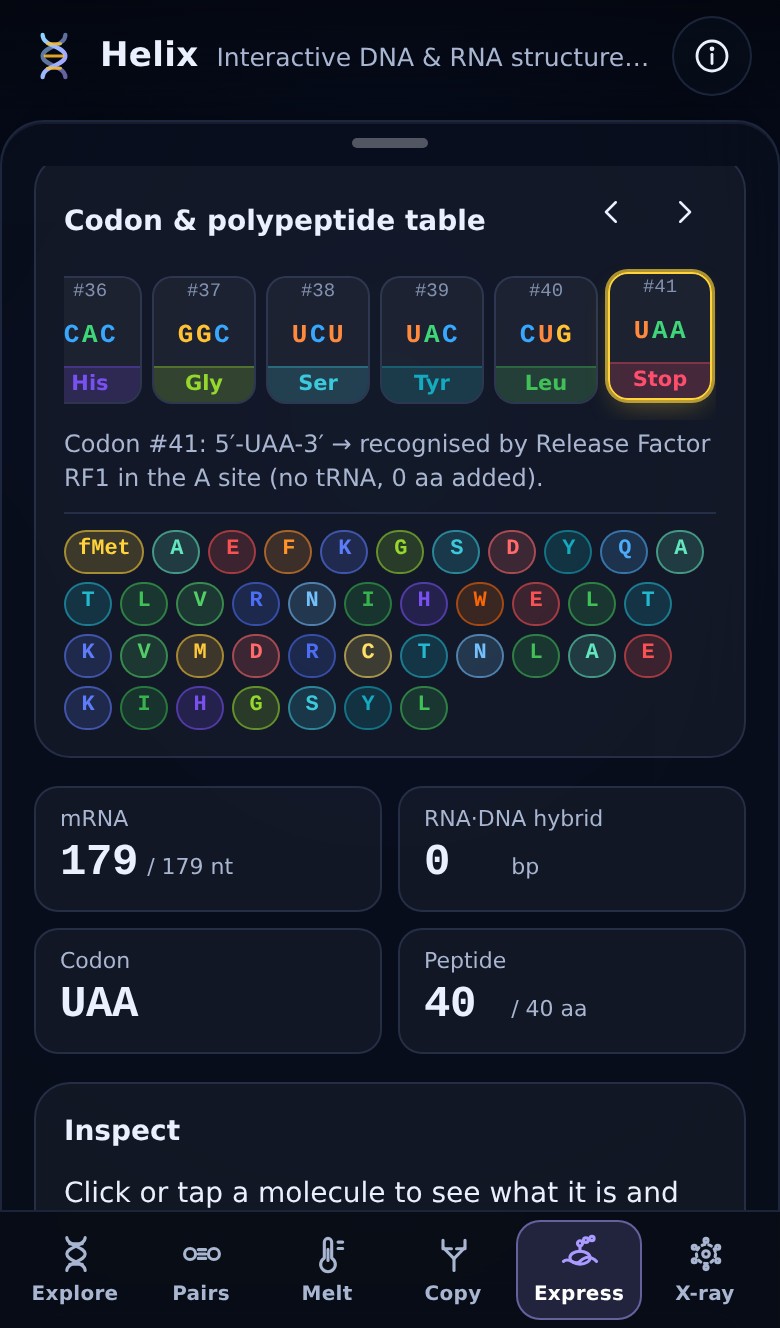 Helix Interactive DNA & RNA structure…
Codon & polypeptide table
#36 #37 #38 #39 #40 #41
CAC GGC UCU UAC CUG UAA
His Gly Ser Tyr Leu Stop
Codon #41: 5′-UAA-3′ → recognised by Release Factor
RF1 in the A site (no tRNA, 0 aa added).
fMet A E F K G S D Y Q A
T L V R N I H W E L T
K V M D R C T N L A E
K I H G S Y L
mRNA
179 / 179 nt
RNA·DNA hybrid
0 bp
Codon
UAA
Peptide
40 / 40 aa
Inspect
Click or tap a molecule to see what it is and
Explore Pairs Melt Copy Express X-ray